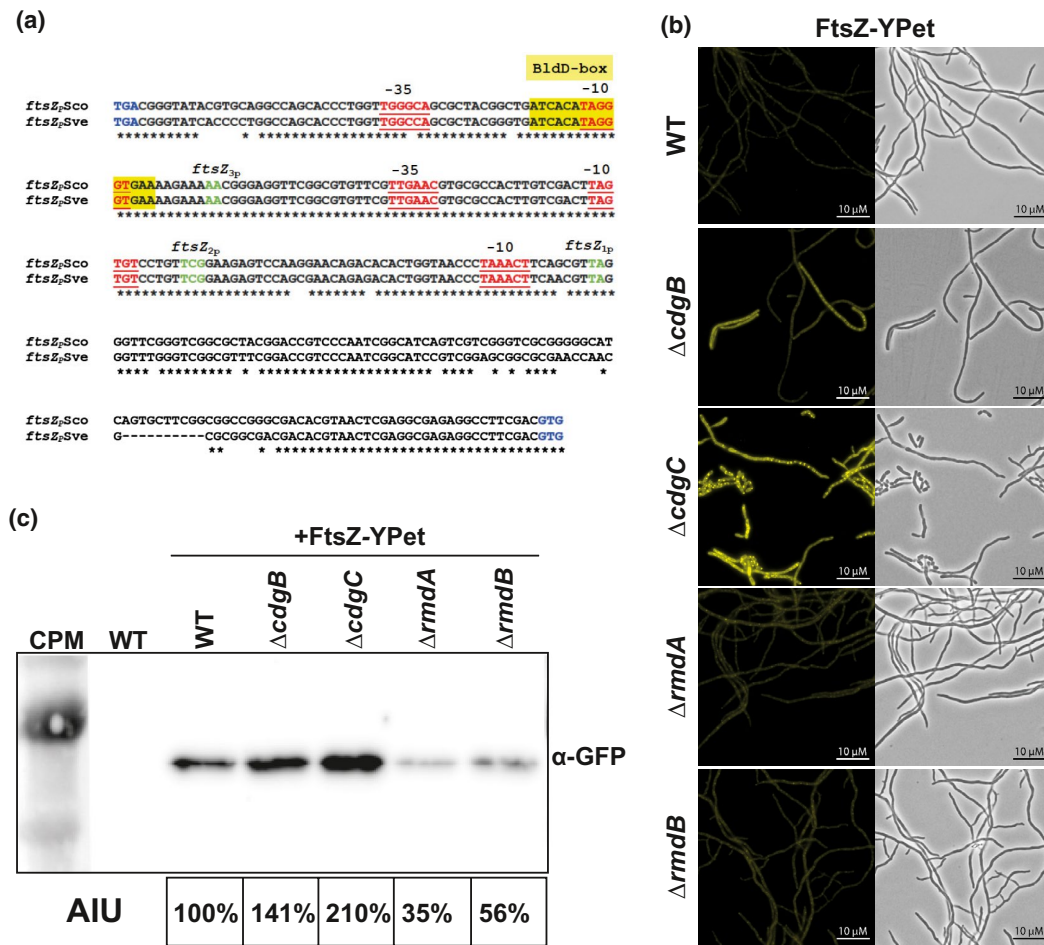 (a)
BldD-box
-35 -10
ftsZpSco TGACGGGTATACGTGCAGGCCAGCACCCTGGTTGGGCAGCGCTACGGCTGATCACATAGG
ftsZpSve TGACGGGTATCACCCCTGGCCAGCACCCTGGTTGGCCAGCGCTACGGGTGATCACATAGG
ftsZ3p -35 -10
ftsZpSco GTGAAAAGAAAAACGGGAGGTTCGGCGTGTTCGTTGAACGTGCGCCACTTGTCGACTTAG
ftsZpSve GTGAAAAGAAAAACGGGAGGTTCGGCGTGTTCGTTGAACGTGCGCCACTTGTCGACTTAG
ftsZ2p -10 ftsZ1p
ftsZpSco TGTCCTGTTCGGAAGAGTCCAAGGAACAGACACACTGGTAACCCTAAACTTCAGCGTTAG
ftsZpSve TGTCCTGTTCGGAAGAGTCCAGCGAACAGAGACACTGGTAACCCTAAACTTCAACGTTAG
ftsZpSco GGTTCGGGTCGGCGCTACGGACCGTCCCAATCGGCATCAGTCGTCGGGTCGCGGGGGCAT
ftsZpSve GGTTTGGGTCGGCGTTTCGGACCGTCCCAATCGGCATCCGTCGGAGCGGCGCGAACCAAC
ftsZpSco CAGTGCTTCGGCGGCCGGGCGACACGTAACTCGAGGCGAGAGGCCTTCGACGTG
ftsZpSve G-----------CGCGGCGACGACACGTAACTCGAGGCGAGAGGCCTTCGACGTG
(b)
FtsZ-YPet
WT
10 µM 10 µM
ΔcdgB
10 µM 10 µM
ΔcdgC
10 µM 10 µM
ΔrmdA
10 µM 10 µM
ΔrmdB
10 µM 10 µM
(c)
+FtsZ-YPet
CPM WT WT ΔcdgB ΔcdgC ΔrmdA ΔrmdB
α-GFP
AIU 100% 141% 210% 35% 56%